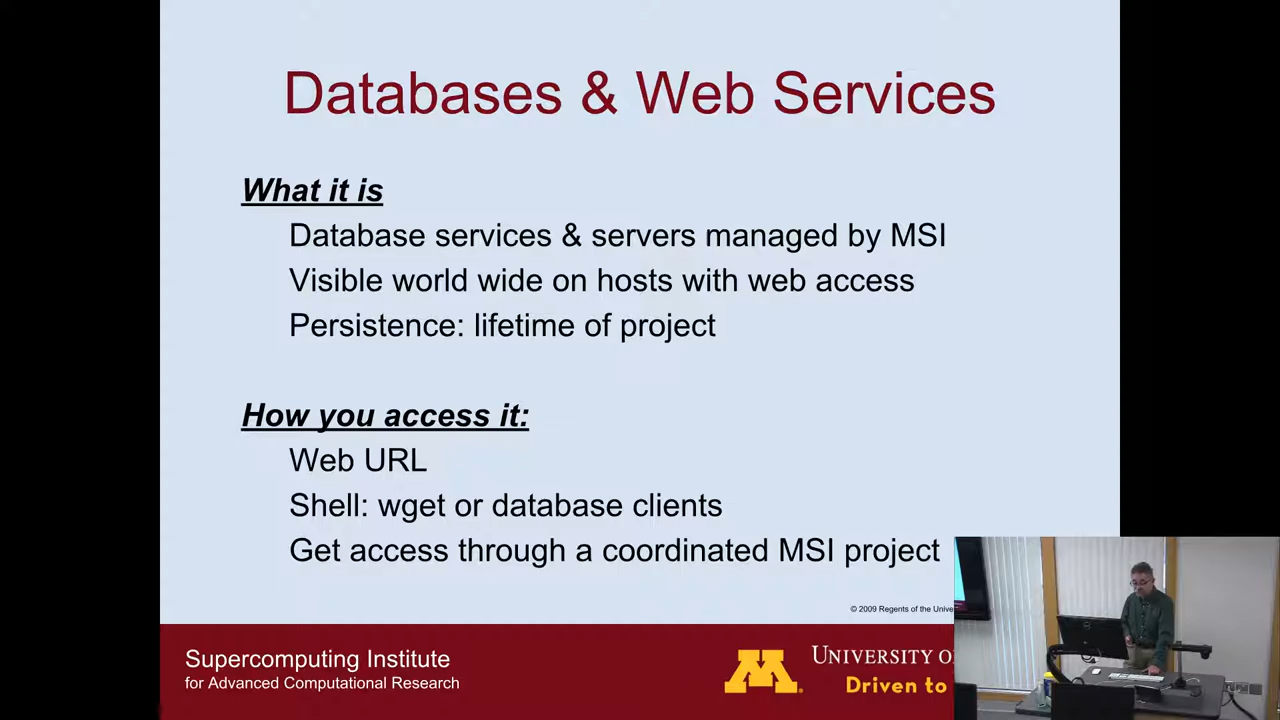 Databases & Web Services
What it is
Database services & servers managed by MSI
Visible world wide on hosts with web access
Persistence: lifetime of project
How you access it:
Web URL
Shell: wget or database clients
Get access through a coordinated MSI project
© 2009 Regents of the
Supercomputing Institute
for Advanced Computational Research
M
UNIVERSITY OF
Driven to